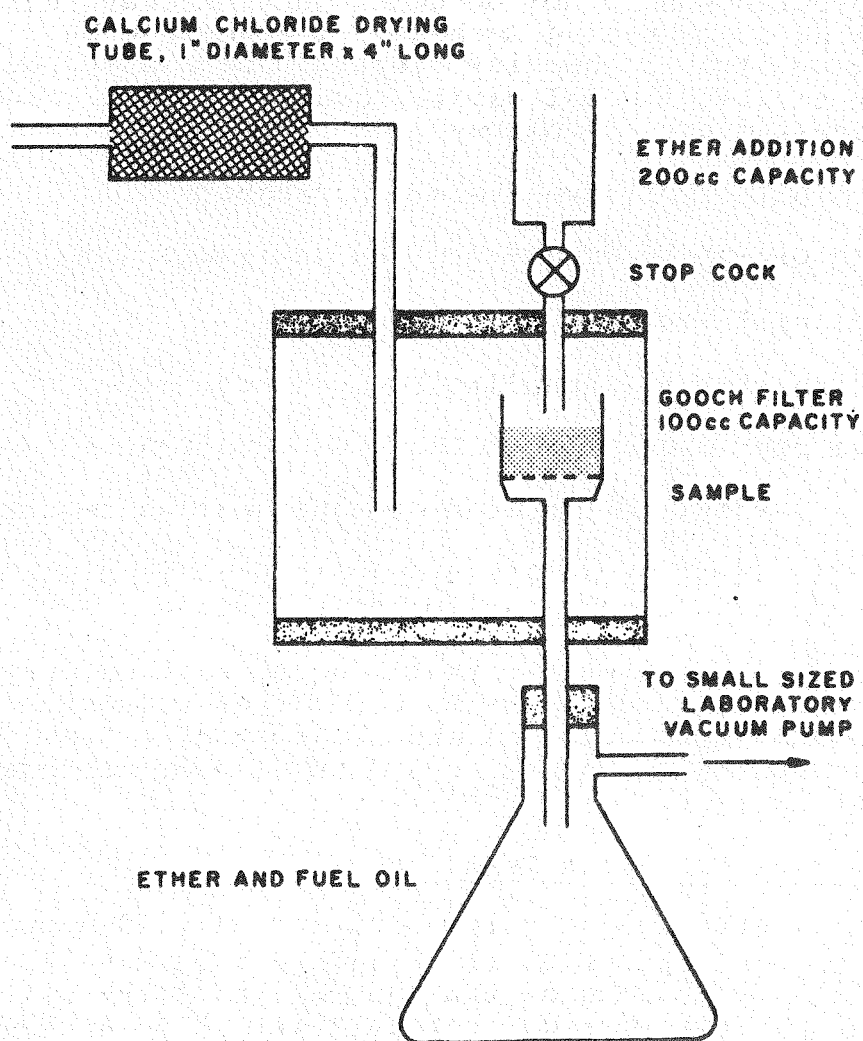 CALCIUM CHLORIDE DRYING
TUBE, 1" DIAMETER x 4" LONG
ETHER ADDITION
200cc CAPACITY
STOP COCK
GOOCH FILTER
100cc CAPACITY
SAMPLE
TO SMALL SIZED
LABORATORY
VACUUM PUMP
ETHER AND FUEL OIL